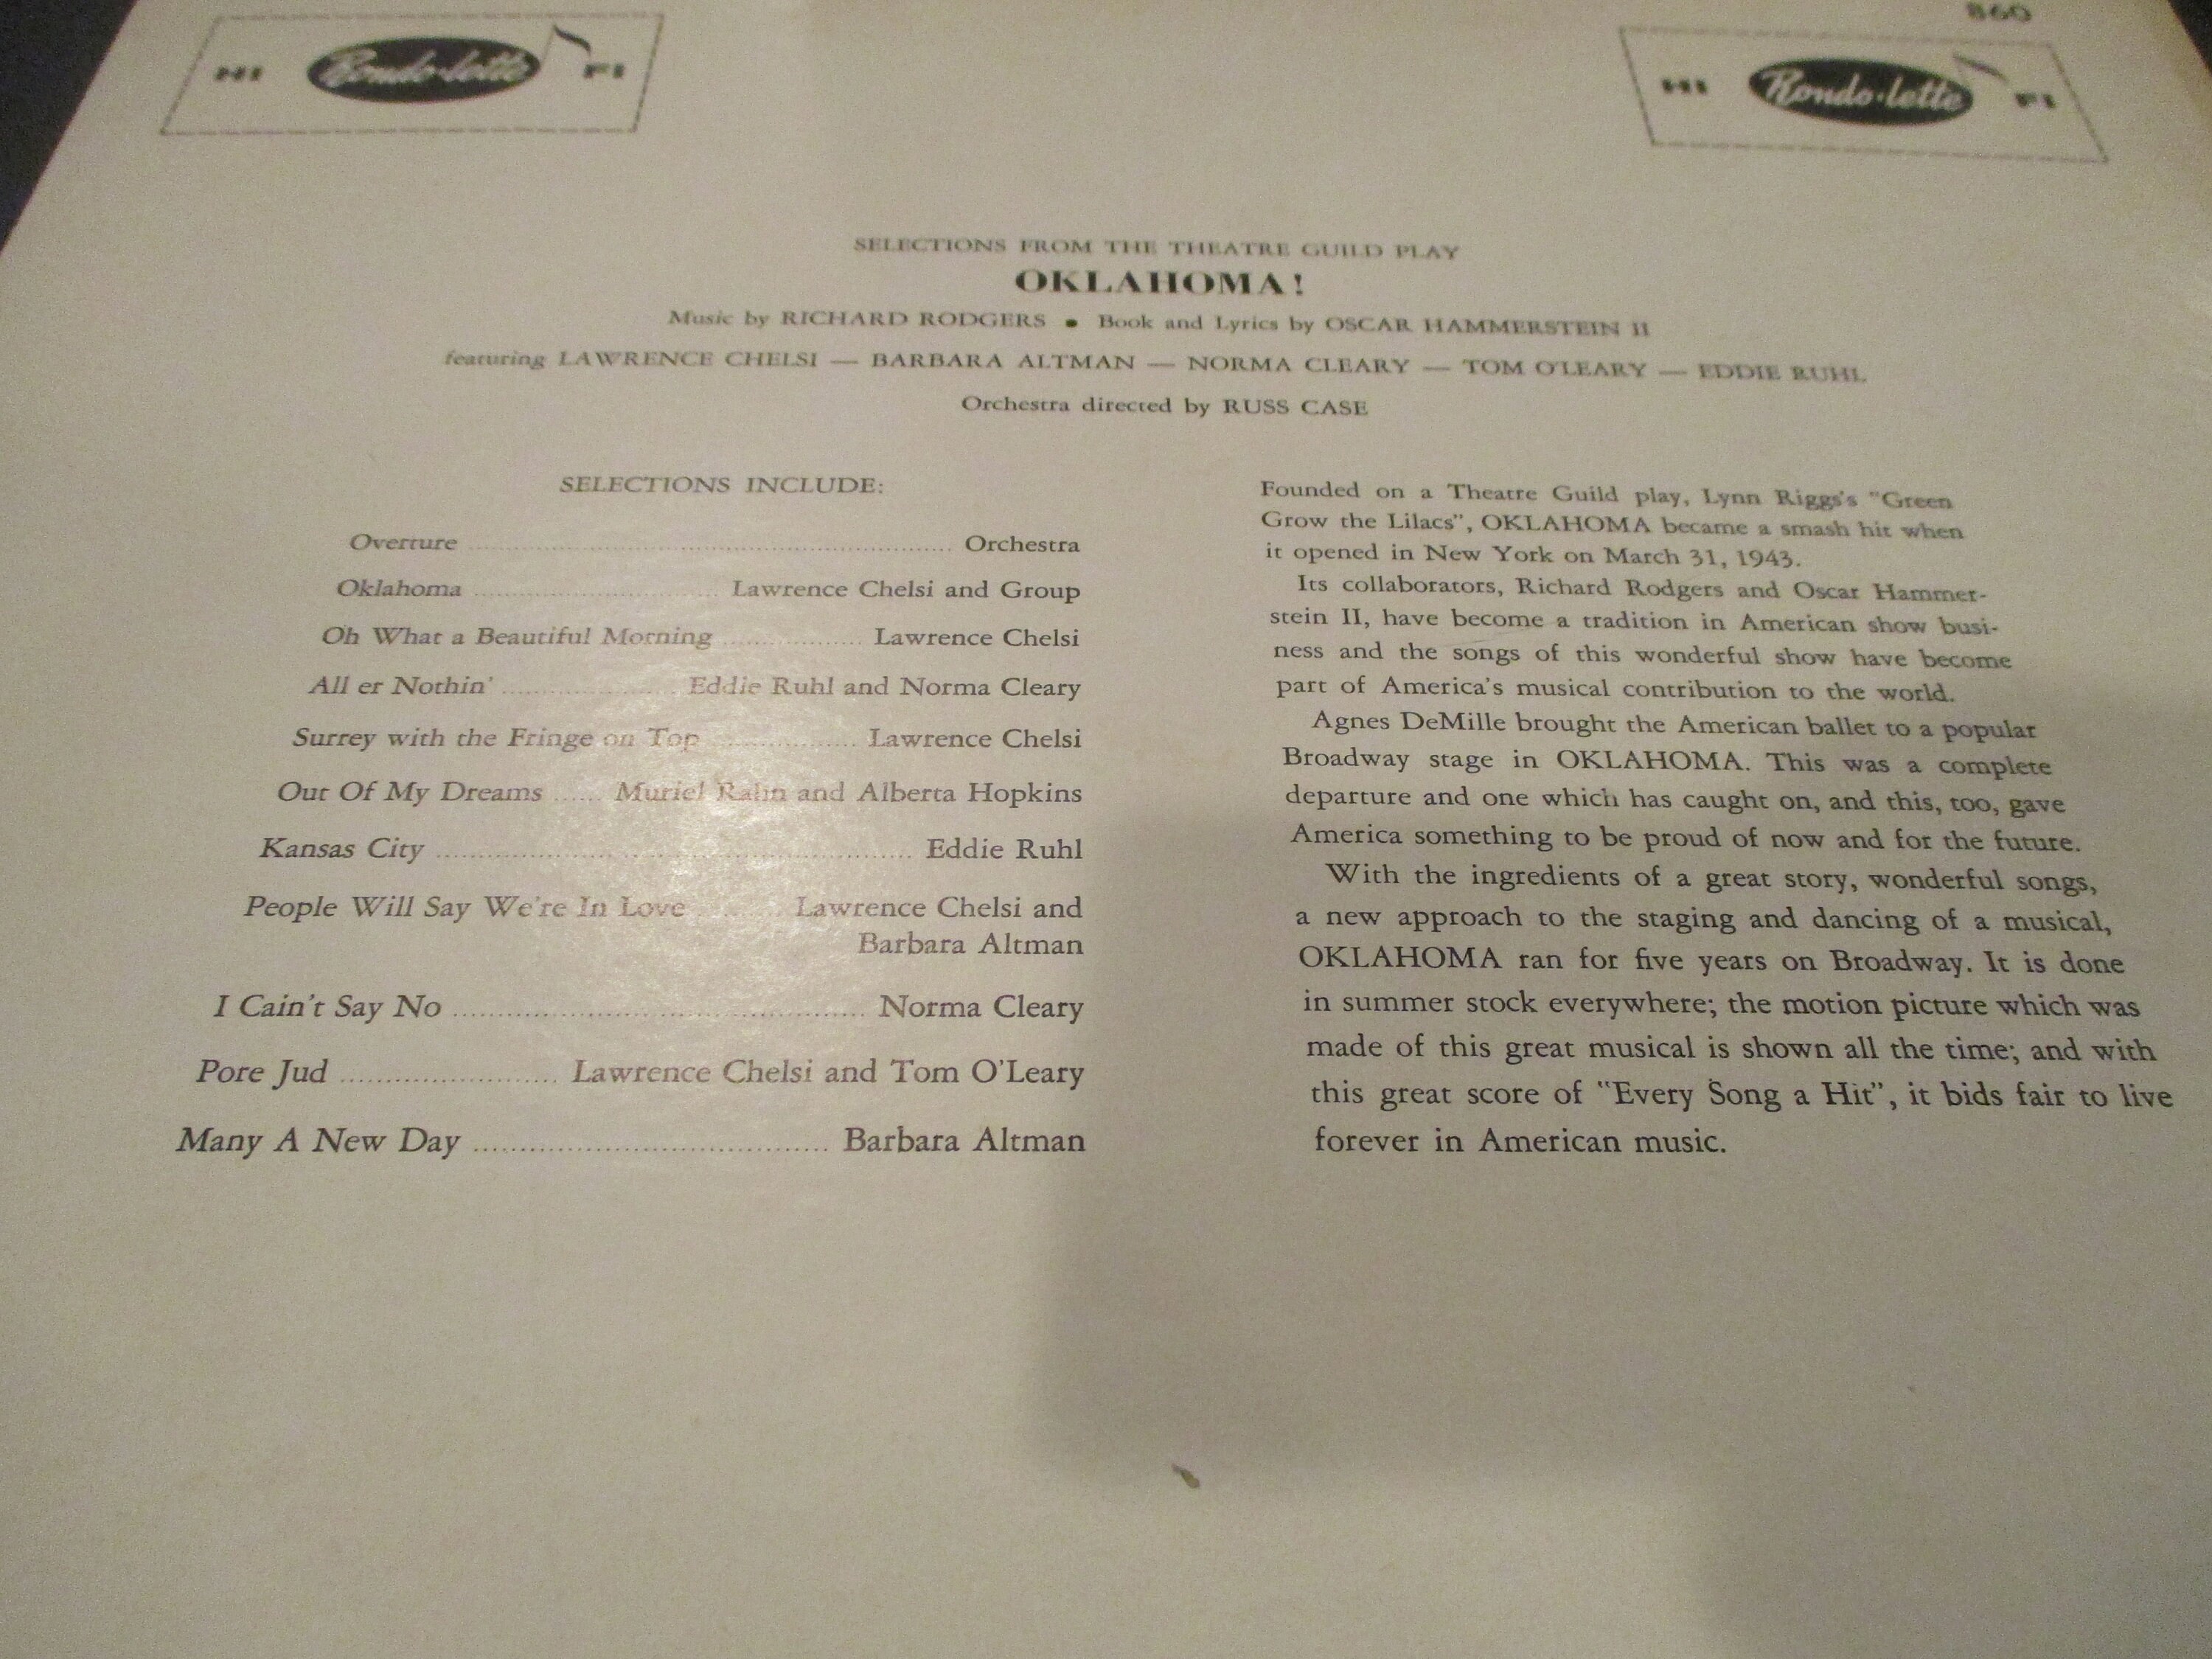 860
HI Rondo-lette FI
HI Rondo-lette FI
SELECTIONS FROM THE THEATRE GUILD PLAY
OKLAHOMA!
Music by RICHARD RODGERS • Book and Lyrics by OSCAR HAMMERSTEIN II
featuring LAWRENCE CHELSI — BARBARA ALTMAN — NORMA CLEARY — TOM O'LEARY — EDDIE RUHL
Orchestra directed by RUSS CASE
SELECTIONS INCLUDE:
Overture ........ Orchestra
Oklahoma ........ Lawrence Chelsi and Group
Oh What a Beautiful Morning ........ Lawrence Chelsi
All er Nothin' ........ Eddie Ruhl and Norma Cleary
Surrey with the Fringe on Top ........ Lawrence Chelsi
Out Of My Dreams ...... Muriel Rahn and Alberta Hopkins
Kansas City ........ Eddie Ruhl
People Will Say We're In Love ........ Lawrence Chelsi and
Barbara Altman
I Cain't Say No ........ Norma Cleary
Pore Jud ........ Lawrence Chelsi and Tom O'Leary
Many A New Day ........ Barbara Altman
Founded on a Theatre Guild play, Lynn Riggs's "Green
Grow the Lilacs", OKLAHOMA became a smash hit when
it opened in New York on March 31, 1943.
Its collaborators, Richard Rodgers and Oscar Hammer-
stein II, have become a tradition in American show busi-
ness and the songs of this wonderful show have become
part of America's musical contribution to the world.
Agnes DeMille brought the American ballet to a popular
Broadway stage in OKLAHOMA. This was a complete
departure and one which has caught on, and this, too, gave
America something to be proud of now and for the future.
With the ingredients of a great story, wonderful songs,
a new approach to the staging and dancing of a musical,
OKLAHOMA ran for five years on Broadway. It is done
in summer stock everywhere; the motion picture which was
made of this great musical is shown all the time; and with
this great score of "Every Song a Hit", it bids fair to live
forever in American music.